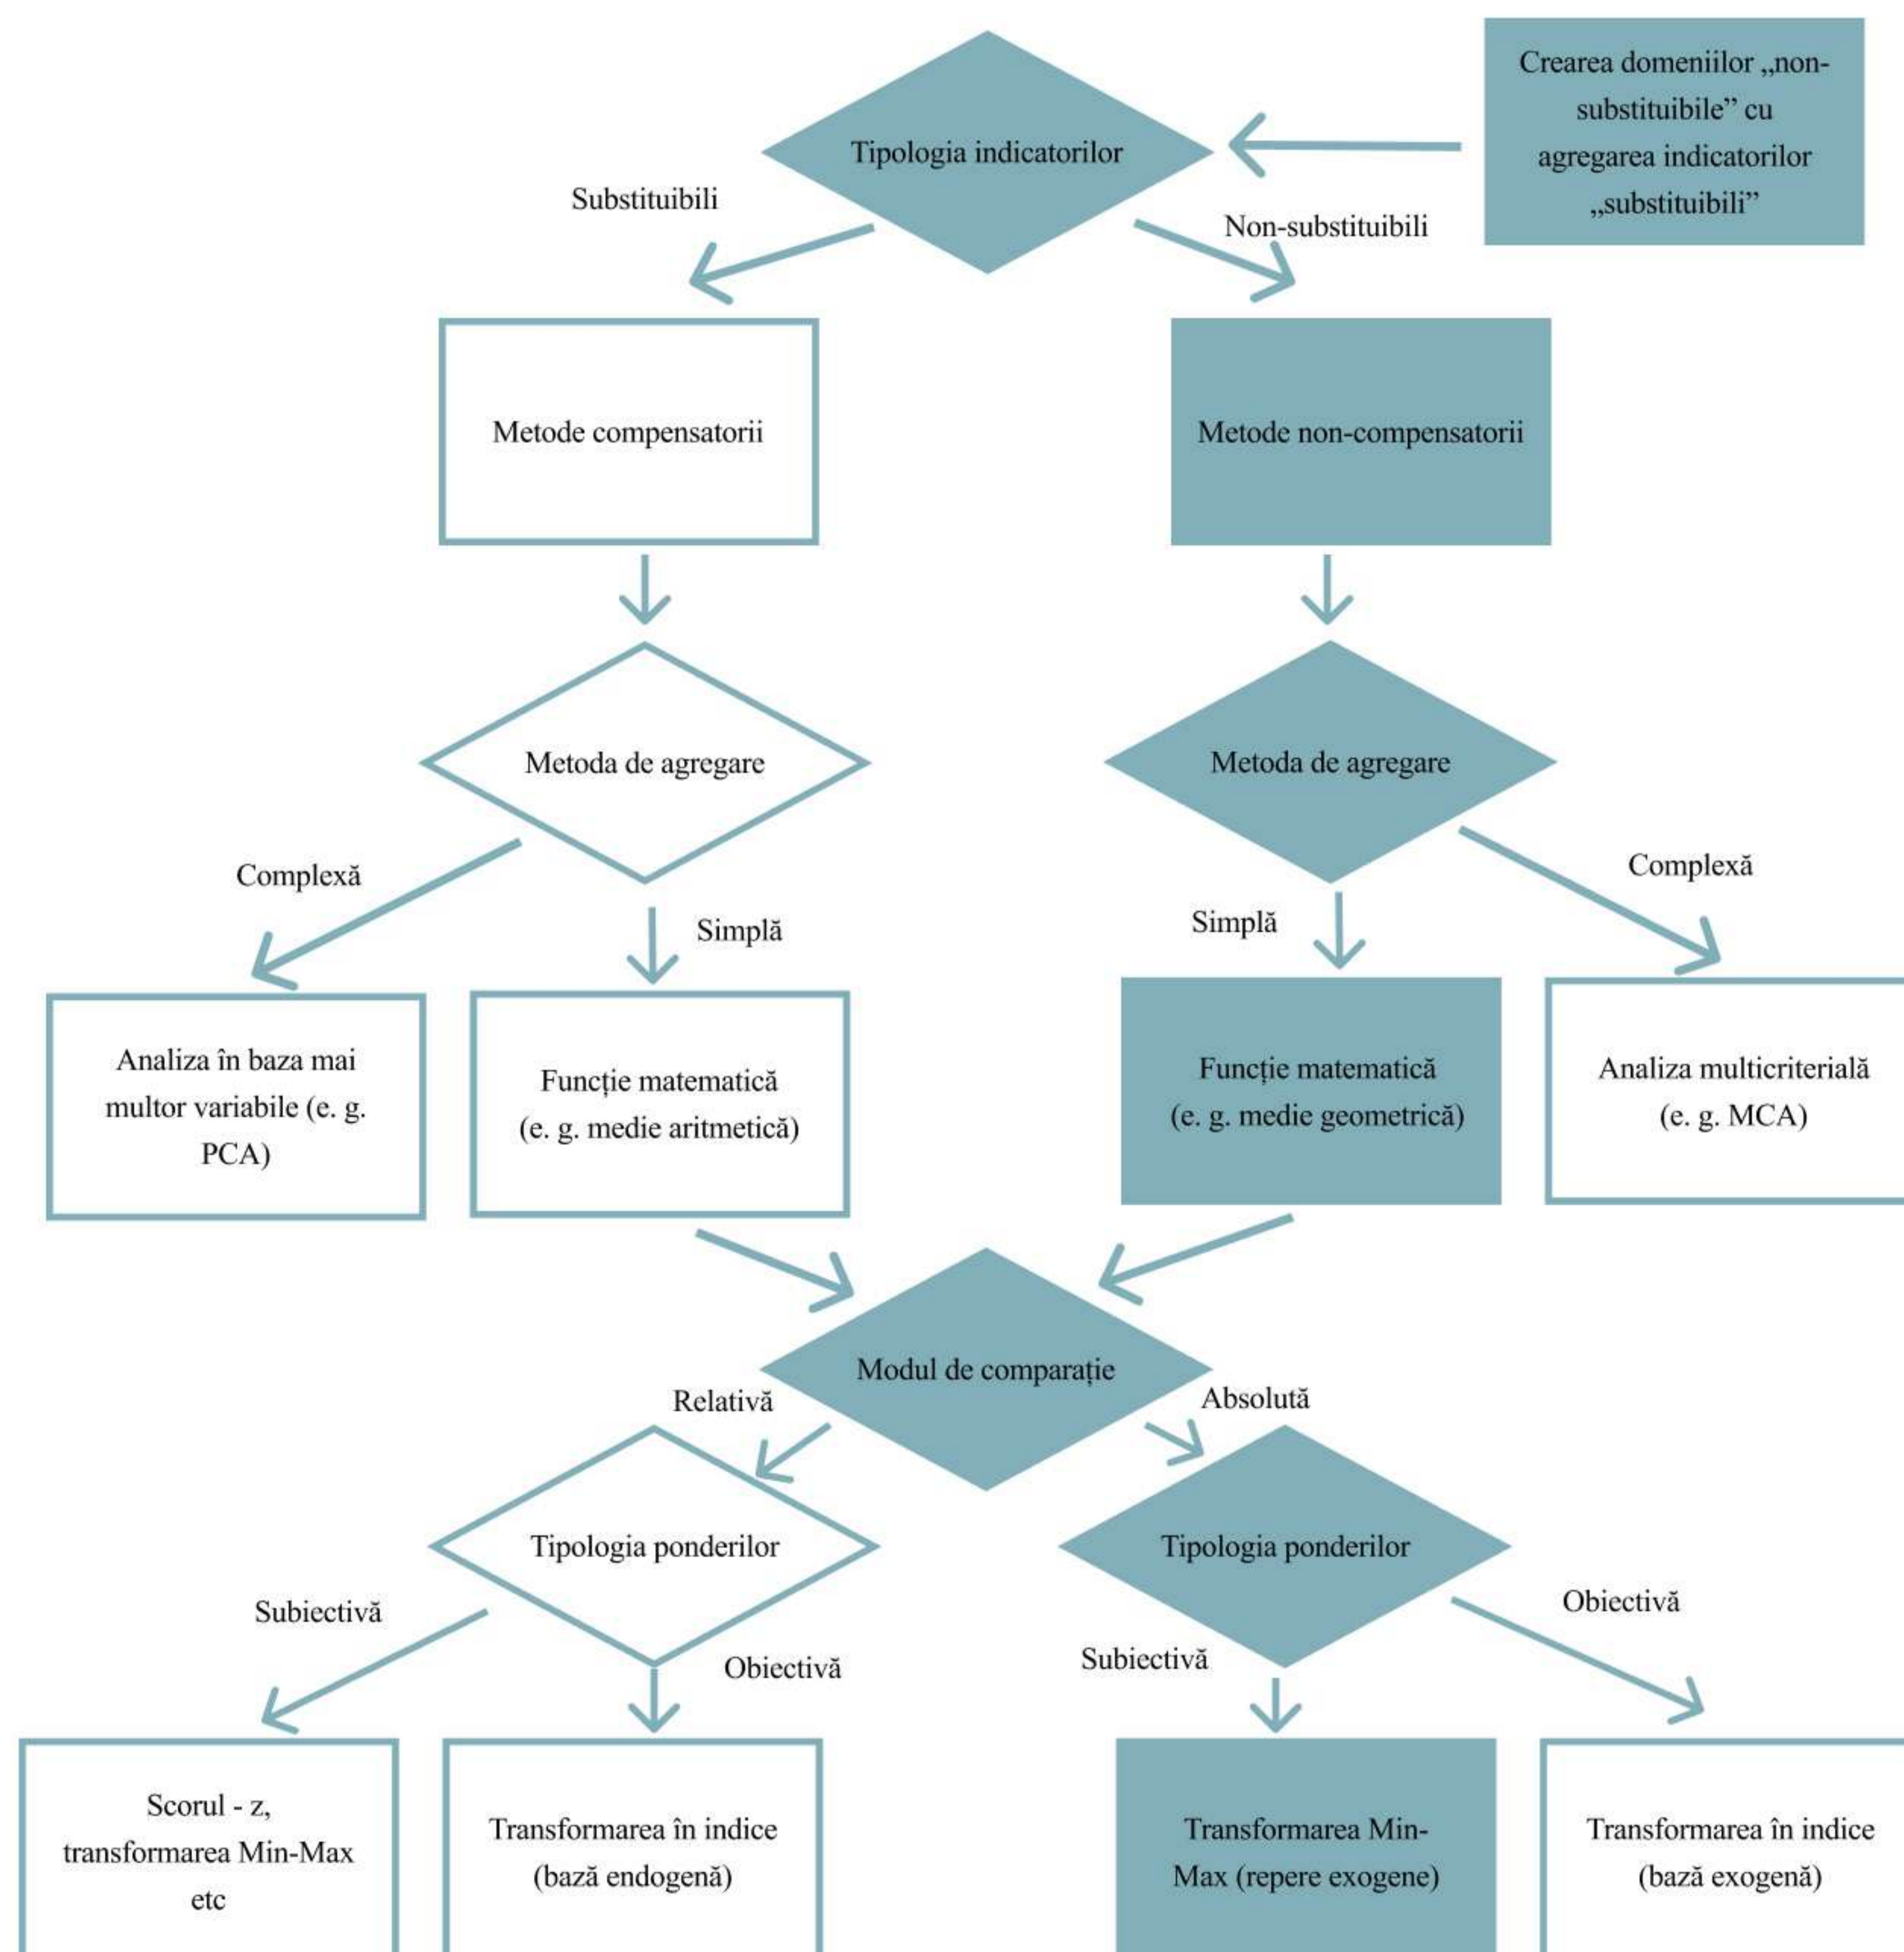 Crearea domeniilor „non-
substituibile” cu
agregarea indicatorilor
„substituibili”
Tipologia indicatorilor
Substituibili
Non-substituibili
Metode compensatorii
Metode non-compensatorii
Metoda de agregare
Metoda de agregare
Complexă
Simplă
Simplă
Complexă
Analiza în baza mai
multor variabile (e. g.
PCA)
Funcție matematică
(e. g. medie aritmetică)
Funcție matematică
(e. g. medie geometrică)
Analiza multicriterială
(e. g. MCA)
Modul de comparație
Relativă
Absolută
Tipologia ponderilor
Tipologia ponderilor
Subiectivă
Obiectivă
Subiectivă
Obiectivă
Scorul - z,
transformarea Min-Max
etc
Transformarea în indice
(bază endogenă)
Transformarea Min-
Max (repere exogene)
Transformarea în indice
(bază exogenă)